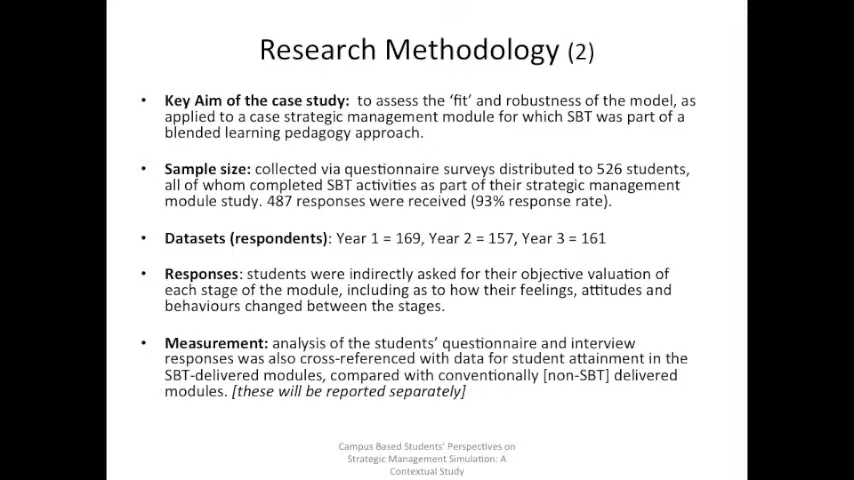 Research Methodology (2)
• Key Aim of the case study: to assess the ‘fit’ and robustness of the model, as
applied to a case strategic management module for which SBT was part of a
blended learning pedagogy approach.
• Sample size: collected via questionnaire surveys distributed to 526 students,
all of whom completed SBT activities as part of their strategic management
module study. 487 responses were received (93% response rate).
• Datasets (respondents): Year 1 = 169, Year 2 = 157, Year 3 = 161
• Responses: students were indirectly asked for their objective valuation of
each stage of the module, including as to how their feelings, attitudes and
behaviours changed between the stages.
• Measurement: analysis of the students’ questionnaire and interview
responses was also cross-referenced with data for student attainment in the
SBT-delivered modules, compared with conventionally [non-SBT] delivered
modules. [these will be reported separately]
Campus Based Students' Perspectives on
Strategic Management Simulation: A
Contextual Study